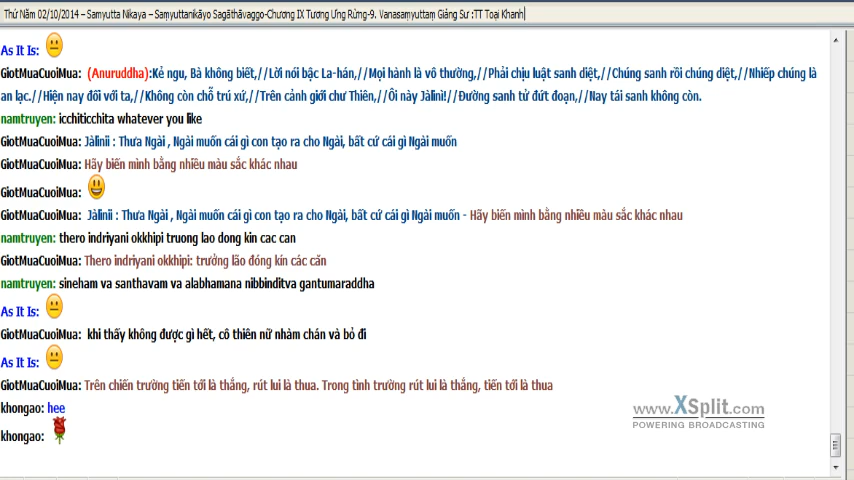 Thứ Năm 02/10/2014 – Samyutta Nikaya – Saṃyuttanikāyo Sagāthāvaggo-Chương IX Tương Ưng Rừng-9. Vanasaṃyuttaṃ Giảng Sư :TT Toại Khanh
As It Is:
GiotMuaCuoiMua: (Anuruddha):Kẻ ngu, Bà không biết,//Lời nói bậc La-hán,//Mọi hành là vô thường,//Phải chịu luật sanh diệt,//Chúng sanh rồi chúng diệt,//Nhiếp chúng là
an lạc.//Hiện nay đối với ta,//Không còn chỗ trú xứ,//Trên cảnh giới chư Thiên,//Ôi này Jàlinì!//Đường sanh tử đứt đoạn,//Nay tái sanh không còn.
namtruyen: icchiticchita whatever you like
GiotMuaCuoiMua: Jàlinii : Thưa Ngài , Ngài muốn cái gì con tạo ra cho Ngài, bất cứ cái gì Ngài muốn
GiotMuaCuoiMua: Hãy biến mình bằng nhiều màu sắc khác nhau
GiotMuaCuoiMua:
GiotMuaCuoiMua: Jàlinii : Thưa Ngài , Ngài muốn cái gì con tạo ra cho Ngài, bất cứ cái gì Ngài muốn - Hãy biến mình bằng nhiều màu sắc khác nhau
namtruyen: thero indriyani okkhipi truong lao dong kin cac can
GiotMuaCuoiMua: Thero indriyani okkhipi: trưởng lão đóng kín các căn
namtruyen: sineham va santhavam va alabhamana nibbinditva gantumaraddha
As It Is:
GiotMuaCuoiMua: khi thấy không được gì hết, cô thiên nữ nhàm chán và bỏ đi
As It Is:
GiotMuaCuoiMua: Trên chiến trường tiến tới là thắng, rút lui là thua. Trong tình trường rút lui là thắng, tiến tới là thua
khongao: hee
khongao:
www.XSplit.com
POWERING BROADCASTING